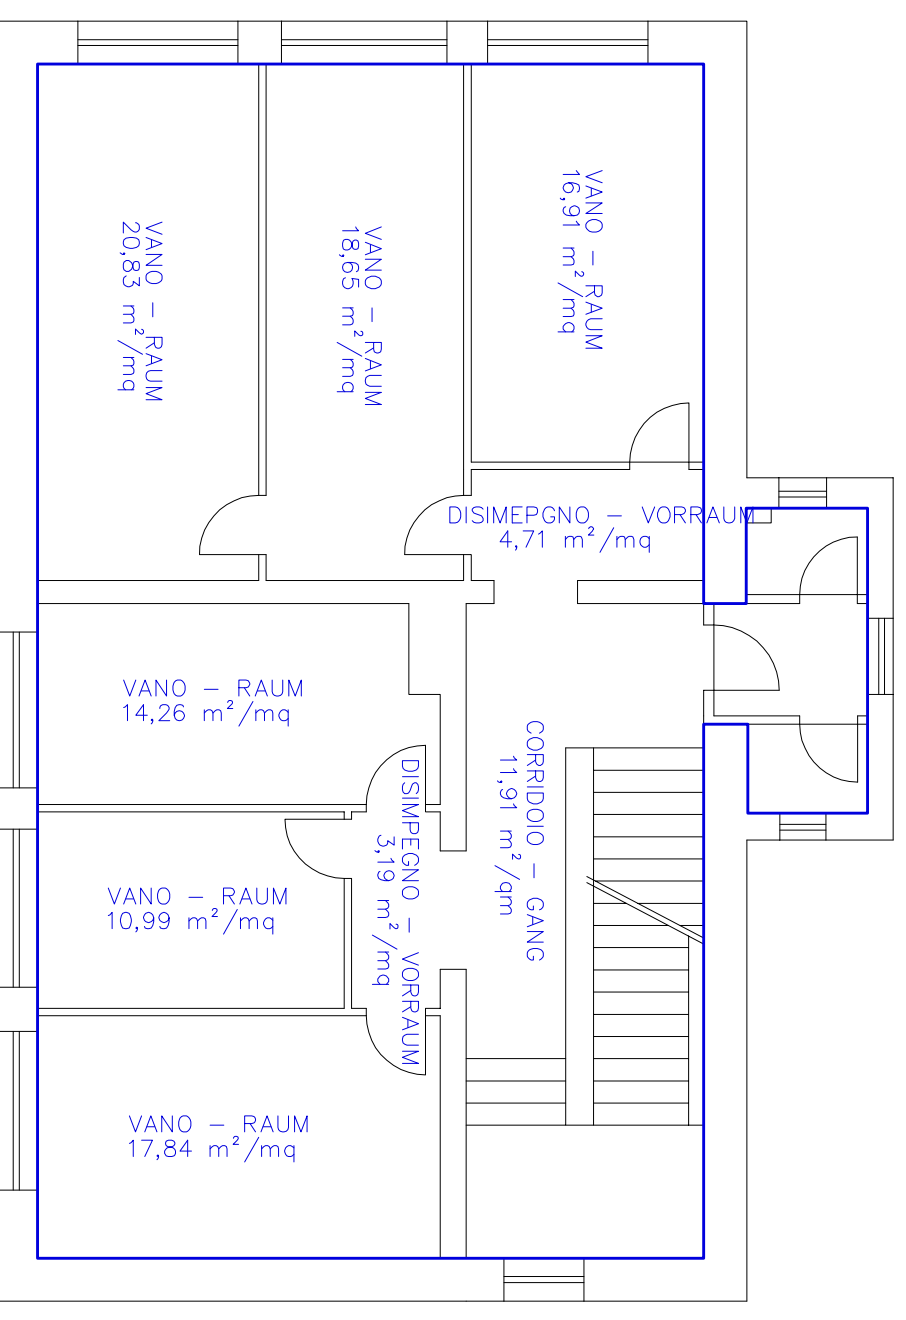 VANO - RAUM
20,83 m²/mq
VANO - RAUM
18,65 m²/mq
VANO - RAUM
16,91 m²/mq
DISIMEPGNO - VORRAUM
4,71 m²/mq
VANO - RAUM
14,26 m²/mq
CORRIDOIO - GANG
11,91 m²/qm
DISIMPEGNO - VORRAUM
3,19 m²/mq
VANO - RAUM
10,99 m²/mq
VANO - RAUM
17,84 m²/mq